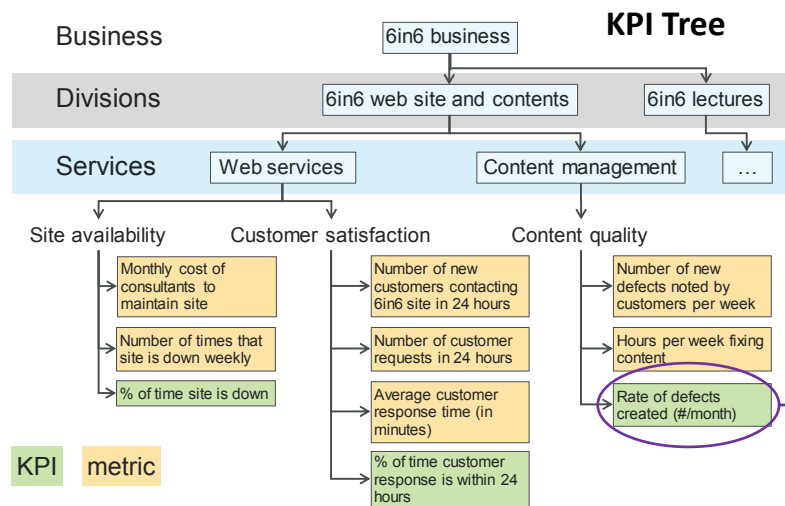 KPI Tree
Business
6in6 business
Divisions
6in6 web site and contents
6in6 lectures
Services
Web services
Content management
...
Site availability
Customer satisfaction
Content quality
Monthly cost of
consultants to
maintain site
Number of times that
site is down weekly
% of time site is down
Number of new
customers contacting
6in6 site in 24 hours
Number of customer
requests in 24 hours
Average customer
response time (in
minutes)
% of time customer
response is within 24
hours
Number of new
defects noted by
customers per week
Hours per week fixing
content
Rate of defects
created (#/month)
KPI
metric